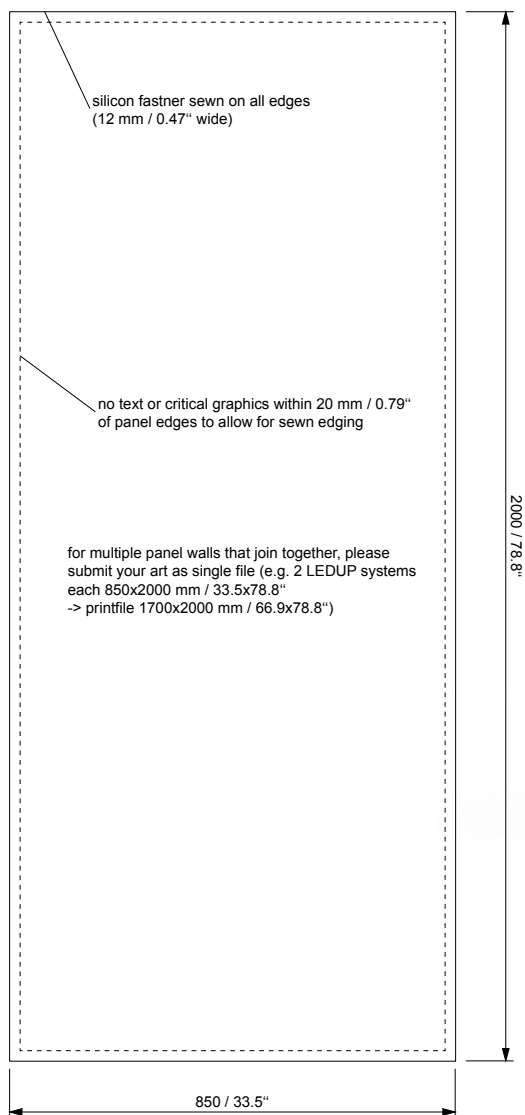 silicon fastner sewn on all edges
(12 mm / 0.47“ wide)
no text or critical graphics within 20 mm / 0.79“
of panel edges to allow for sewn edging
2000 / 78.8“
for multiple panel walls that join together, please
submit your art as single file (e.g. 2 LEDUP systems
each 850x2000 mm / 33.5x78.8“
-> printfile 1700x2000 mm / 66.9x78.8“)
850 / 33.5“